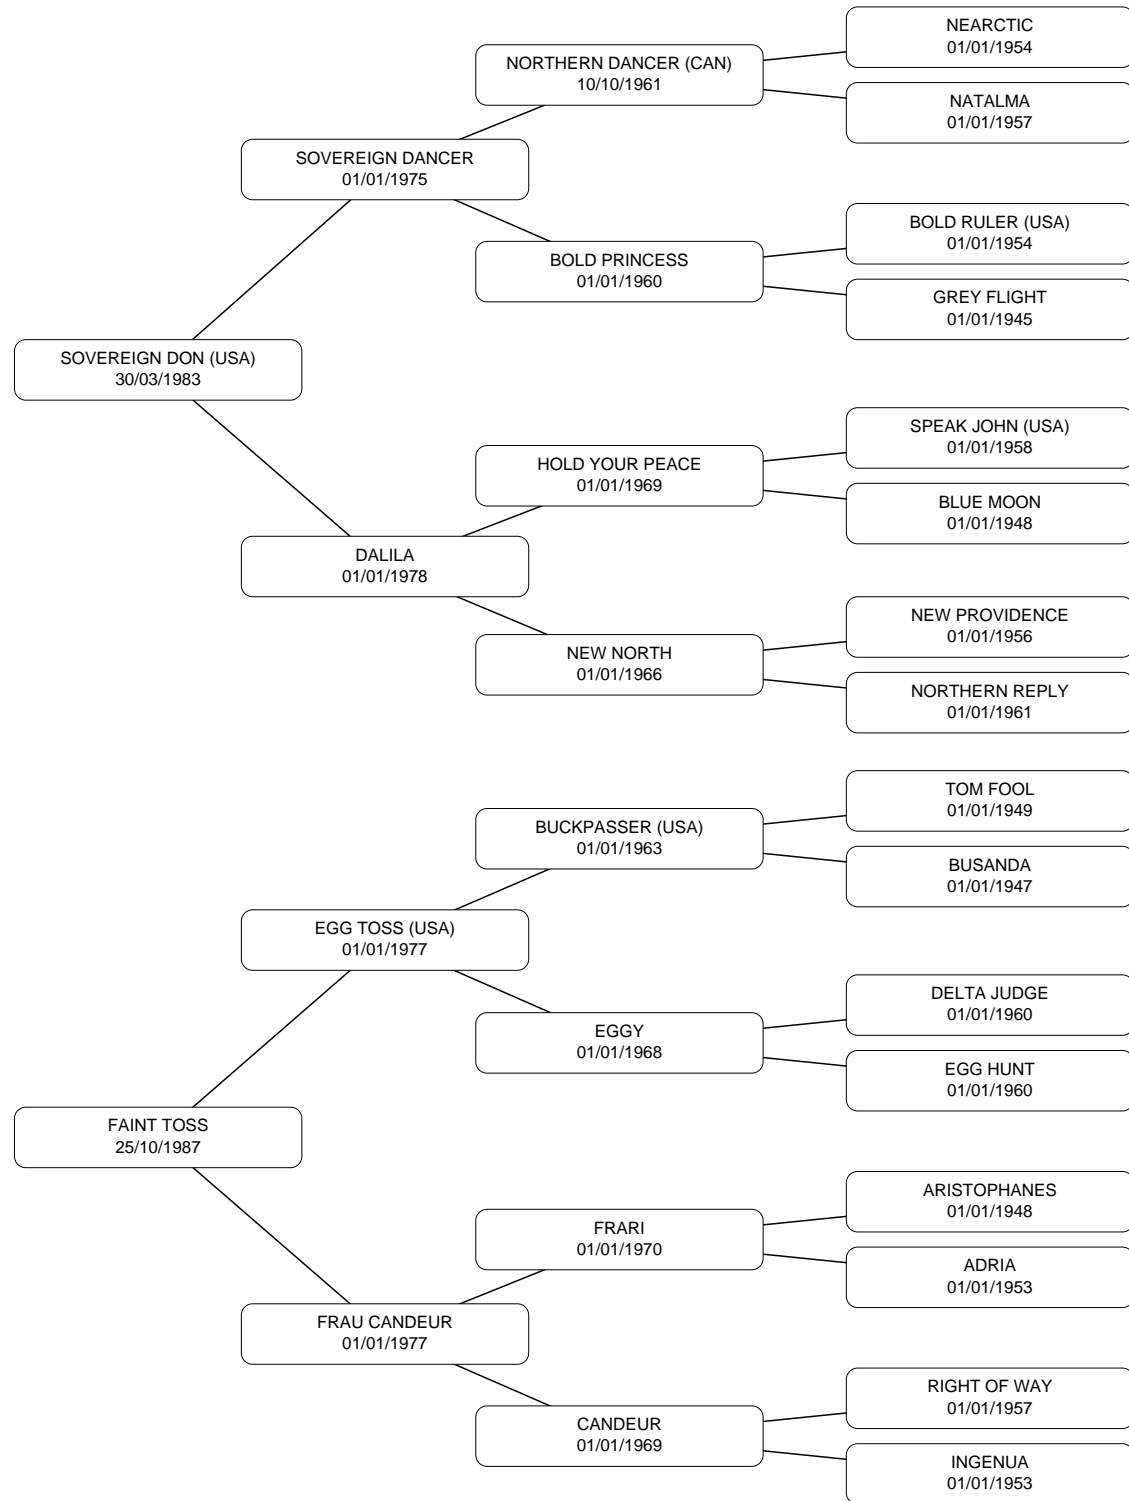 NEARCTIC
01/01/1954
NORTHERN DANCER (CAN)
10/10/1961
NATALMA
01/01/1957
SOVEREIGN DANCER
01/01/1975
BOLD RULER (USA)
01/01/1954
BOLD PRINCESS
01/01/1960
GREY FLIGHT
01/01/1945
SOVEREIGN DON (USA)
30/03/1983
SPEAK JOHN (USA)
01/01/1958
HOLD YOUR PEACE
01/01/1969
BLUE MOON
01/01/1948
DALILA
01/01/1978
NEW PROVIDENCE
01/01/1956
NEW NORTH
01/01/1966
NORTHERN REPLY
01/01/1961
TOM FOOL
01/01/1949
BUCKPASSER (USA)
01/01/1963
BUSANDA
01/01/1947
EGG TOSS (USA)
01/01/1977
DELTA JUDGE
01/01/1960
EGGY
01/01/1968
EGG HUNT
01/01/1960
FAINT TOSS
25/10/1987
ARISTOPHANES
01/01/1948
FRARI
01/01/1970
ADRIA
01/01/1953
FRAU CANDEUR
01/01/1977
RIGHT OF WAY
01/01/1957
CANDEUR
01/01/1969
INGENUA
01/01/1953